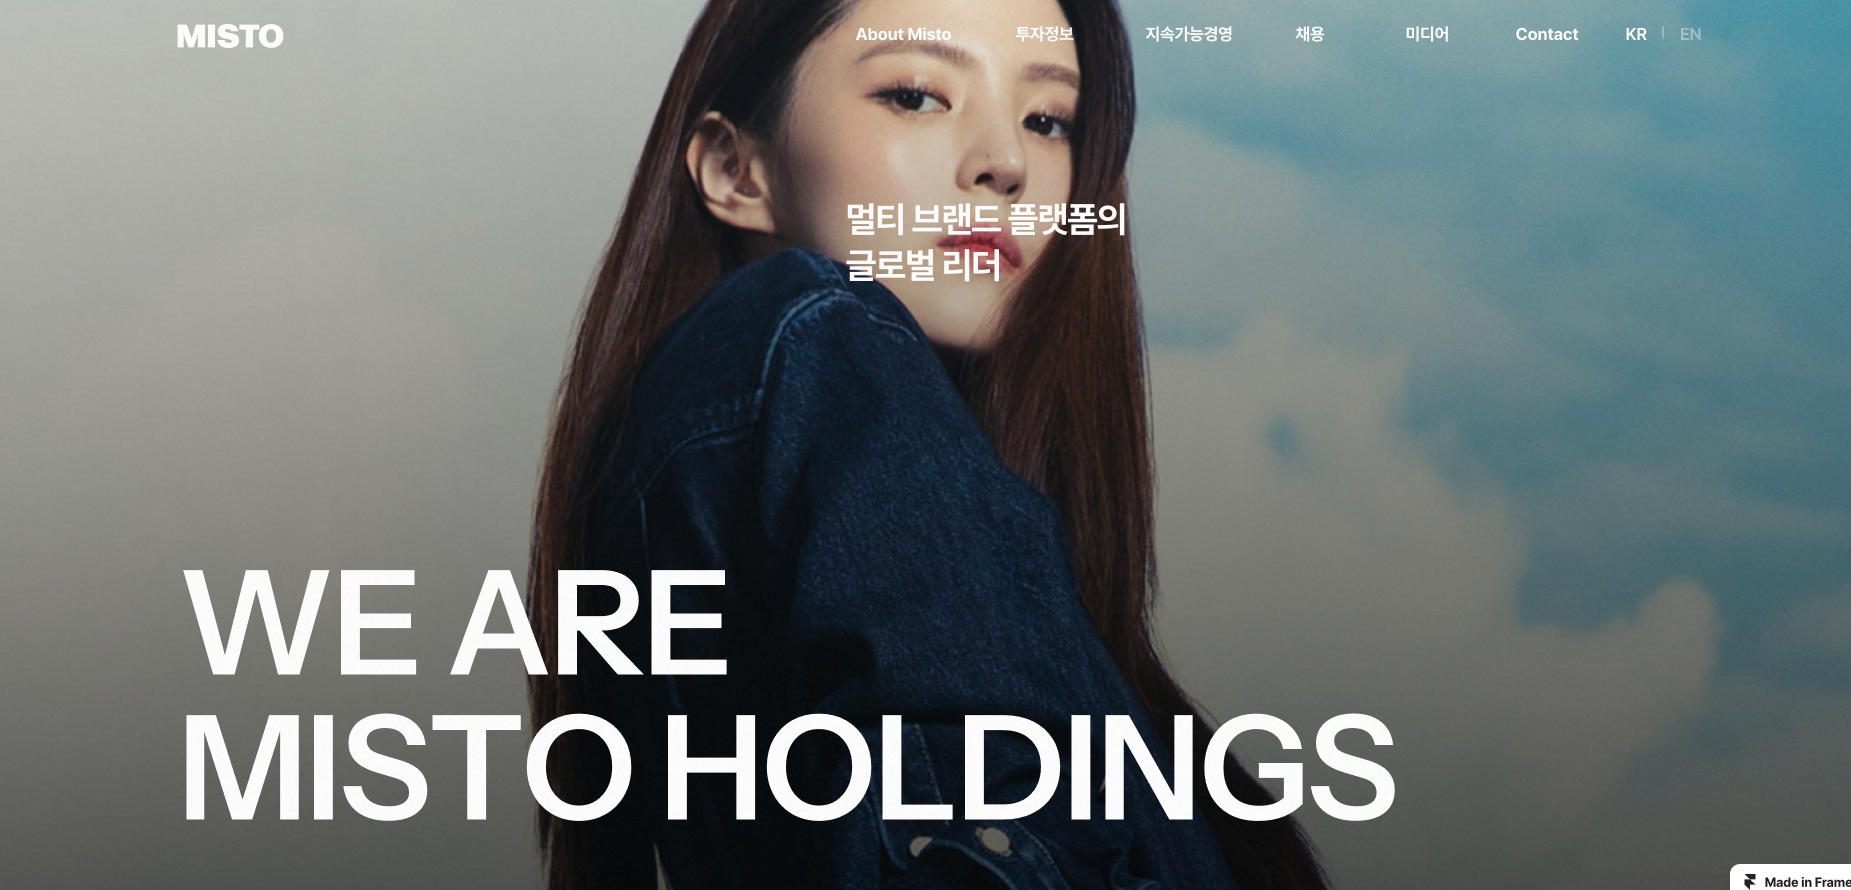 MISTO
About Misto
투자정보
지속가능경영
채용
미디어
Contact
KR | EN
멀티 브랜드 플랫폼의
글로벌 리더
WE ARE
MISTO HOLDINGS
Made in Frame